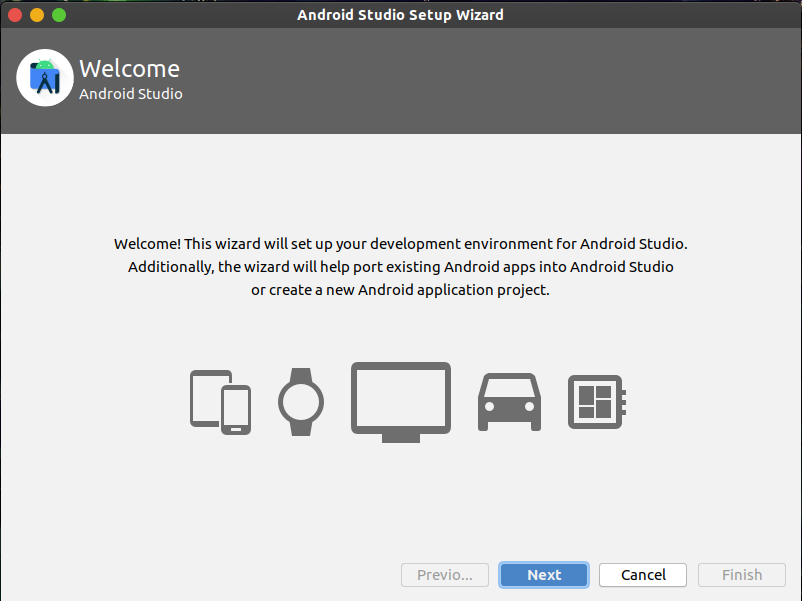 Android Studio Setup Wizard
Welcome
Android Studio
Welcome! This wizard will set up your development environment for Android Studio.
Additionally, the wizard will help port existing Android apps into Android Studio
or create a new Android application project.
Previo... Next Cancel Finish